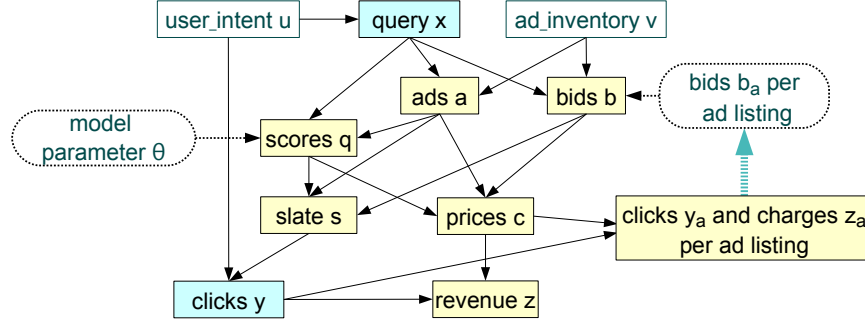 user_intent u
query x
ad_inventory v
ads a
bids b
bids b_a per
ad listing
model
parameter θ
scores q
slate s
prices c
clicks y_a and charges z_a
per ad listing
clicks y
revenue z